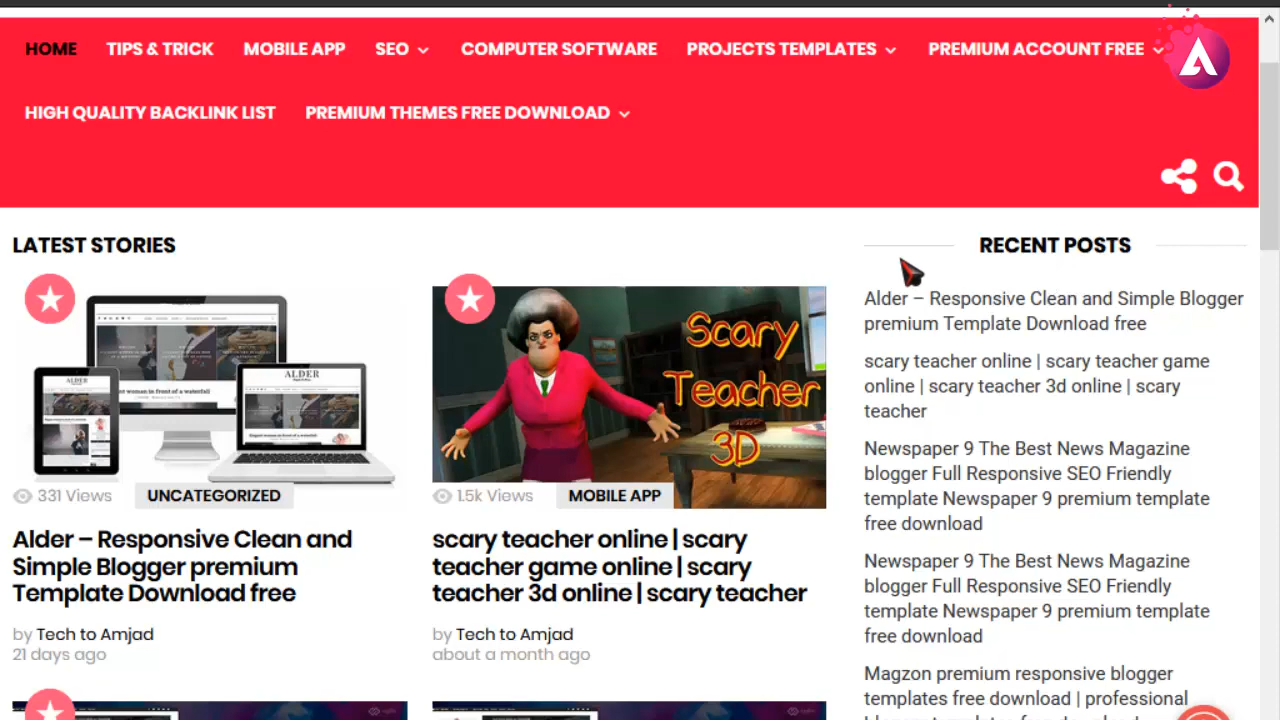 HOME TIPS & TRICK MOBILE APP SEO COMPUTER SOFTWARE PROJECTS TEMPLATES PREMIUM ACCOUNT FREE
HIGH QUALITY BACKLINK LIST PREMIUM THEMES FREE DOWNLOAD
LATEST STORIES
ALDER
ALDER
ALDER
331 Views
UNCATEGORIZED
Alder – Responsive Clean and
Simple Blogger premium
Template Download free
by Tech to Amjad
21 days ago
Scary
Teacher
3D
1.5k Views
MOBILE APP
scary teacher online | scary
teacher game online | scary
teacher 3d online | scary teacher
by Tech to Amjad
about a month ago
RECENT POSTS
Alder – Responsive Clean and Simple Blogger
premium Template Download free
scary teacher online | scary teacher game
online | scary teacher 3d online | scary
teacher
Newspaper 9 The Best News Magazine
blogger Full Responsive SEO Friendly
template Newspaper 9 premium template
free download
Newspaper 9 The Best News Magazine
blogger Full Responsive SEO Friendly
template Newspaper 9 premium template
free download
Magzon premium responsive blogger
templates free download | professional